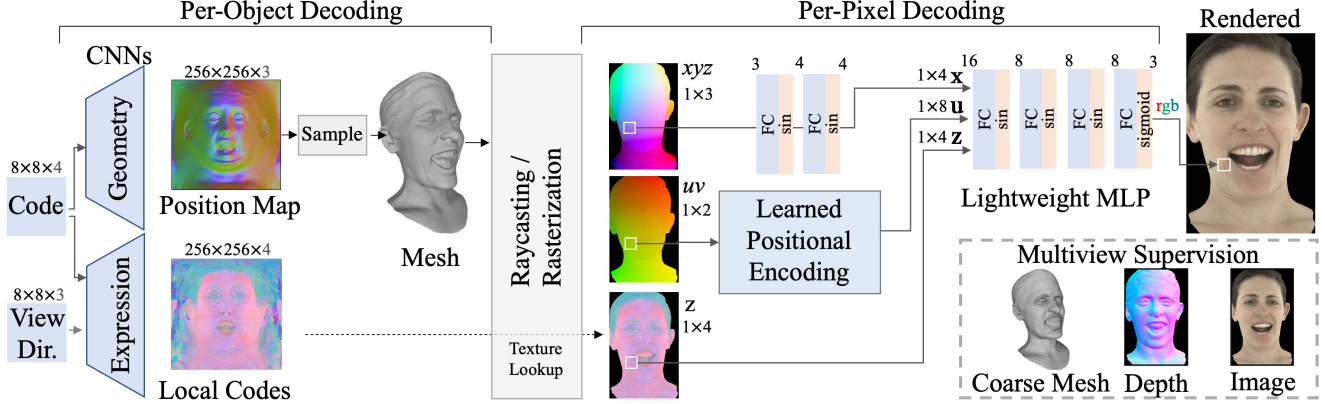 Per-Object Decoding
Per-Pixel Decoding
Rendered
CNNs
256×256×3
Geometry
Position Map
Sample
Mesh
8×8×4
Code
8×8×3
View
Dir.
Expression
256×256×4
Local Codes
Raycasting /
Rasterization
Texture
Lookup
xyz
1×3
uv
1×2
z
1×4
3
4
4
FC
sin
FC
sin
Learned
Positional
Encoding
1×4 x
1×8 u
1×4 z
16
8
8
8
3
FC
sin
FC
sin
FC
sin
FC
sigmoid
rgb
Lightweight MLP
Multiview Supervision
Coarse Mesh
Depth
Image